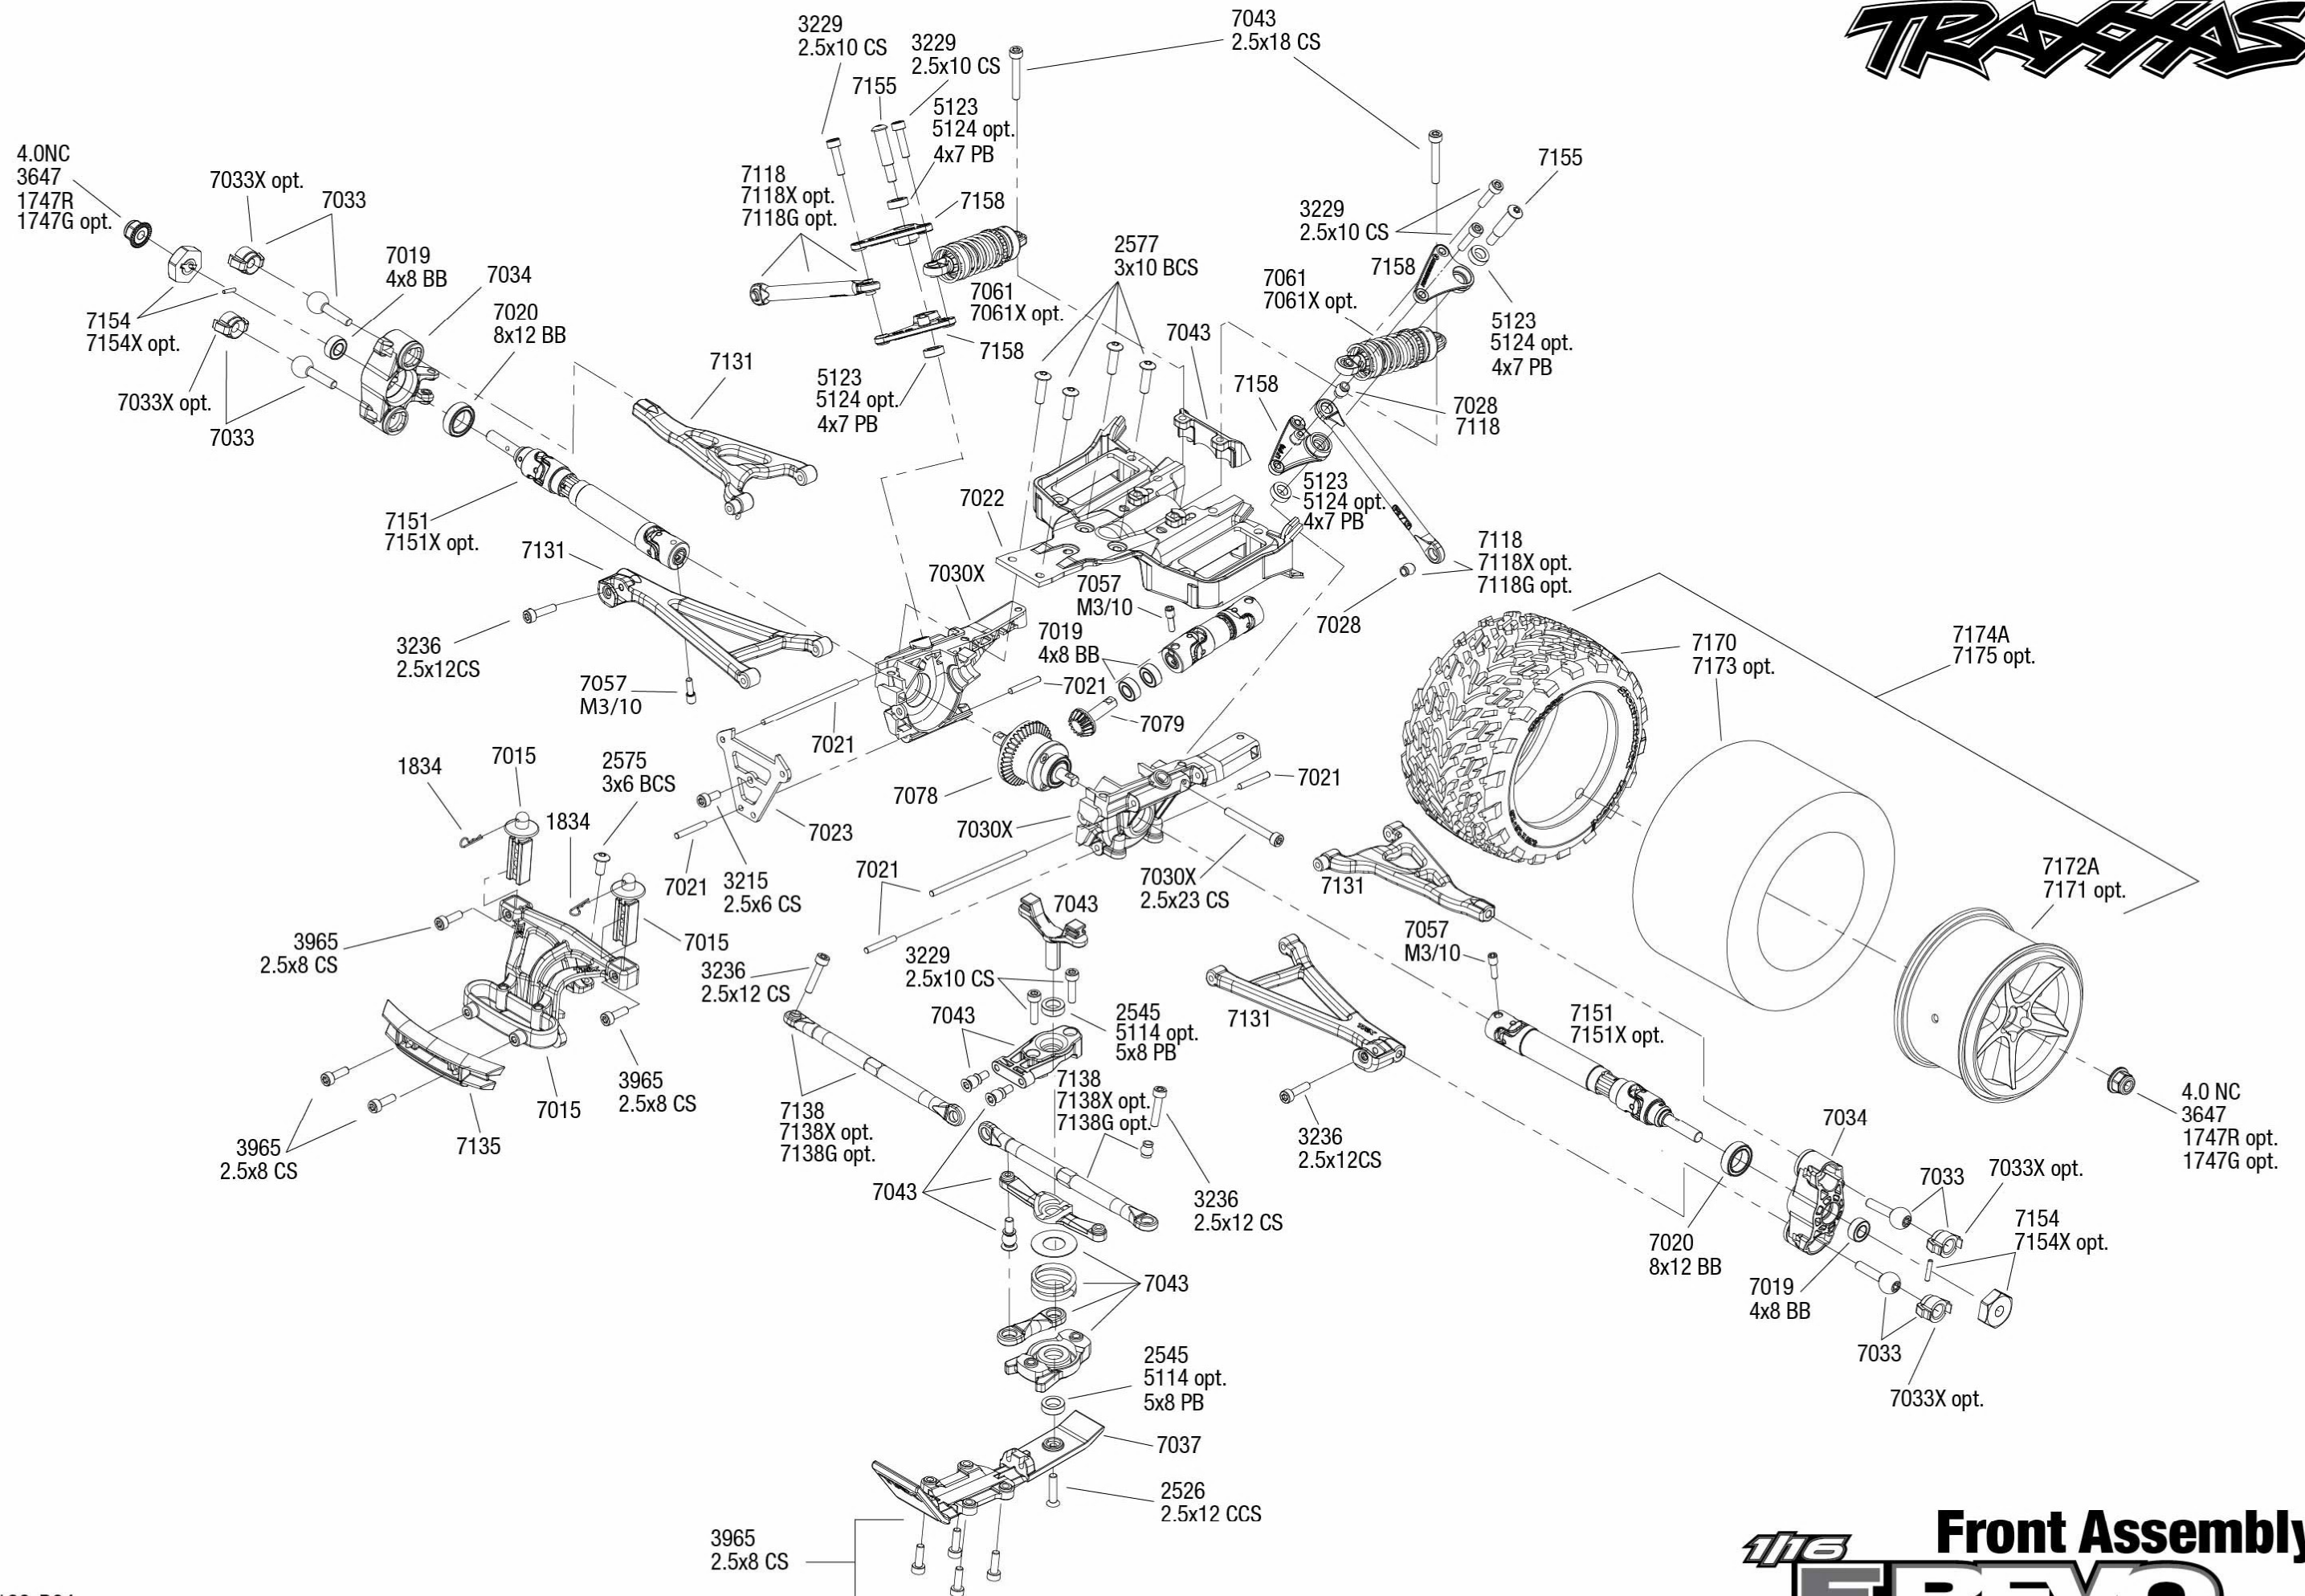 TRAXXAS
3229
2.5x10 CS
3229
2.5x10 CS
7155
5123
5124 opt.
4x7 PB
7043
2.5x18 CS
7155
4.0NC
3647
1747R
1747G opt.
7033X opt.
7033
7118
7118X opt.
7118G opt.
7158
3229
2.5x10 CS
7158
7019
4x8 BB
7034
2577
3x10 BCS
7061
7061X opt.
7061
7061X opt.
7020
8x12 BB
7154
7154X opt.
7043
5123
5124 opt.
4x7 PB
7158
7131
5123
5124 opt.
4x7 PB
7158
7033X opt.
7033
7028
7118
7022
5123
5124 opt.
4x7 PB
7151
7151X opt.
7131
7118
7118X opt.
7118G opt.
7030X
7057
M3/10
7028
3236
2.5x12CS
7019
4x8 BB
7170
7173 opt.
7174A
7175 opt.
7057
M3/10
7021
7079
7021
1834
7015
2575
3x6 BCS
7078
7021
1834
7023
7030X
7021
3215
2.5x6 CS
7021
7030X
2.5x23 CS
7131
7172A
7171 opt.
7043
7057
M3/10
3965
2.5x8 CS
7015
3236
2.5x12 CS
3229
2.5x10 CS
7043
2545
5114 opt.
5x8 PB
7131
7151
7151X opt.
3965
2.5x8 CS
7015
7138
7138X opt.
7138G opt.
7138
7138X opt.
7138G opt.
4.0 NC
3647
1747R opt.
1747G opt.
3965
2.5x8 CS
7135
3236
2.5x12CS
7034
7043
3236
2.5x12 CS
7033
7033X opt.
7154
7154X opt.
7020
8x12 BB
7043
7019
4x8 BB
7033
2545
5114 opt.
5x8 PB
7033X opt.
7037
2526
2.5x12 CCS
3965
2.5x8 CS
Front Assembly
1/16
E REVO